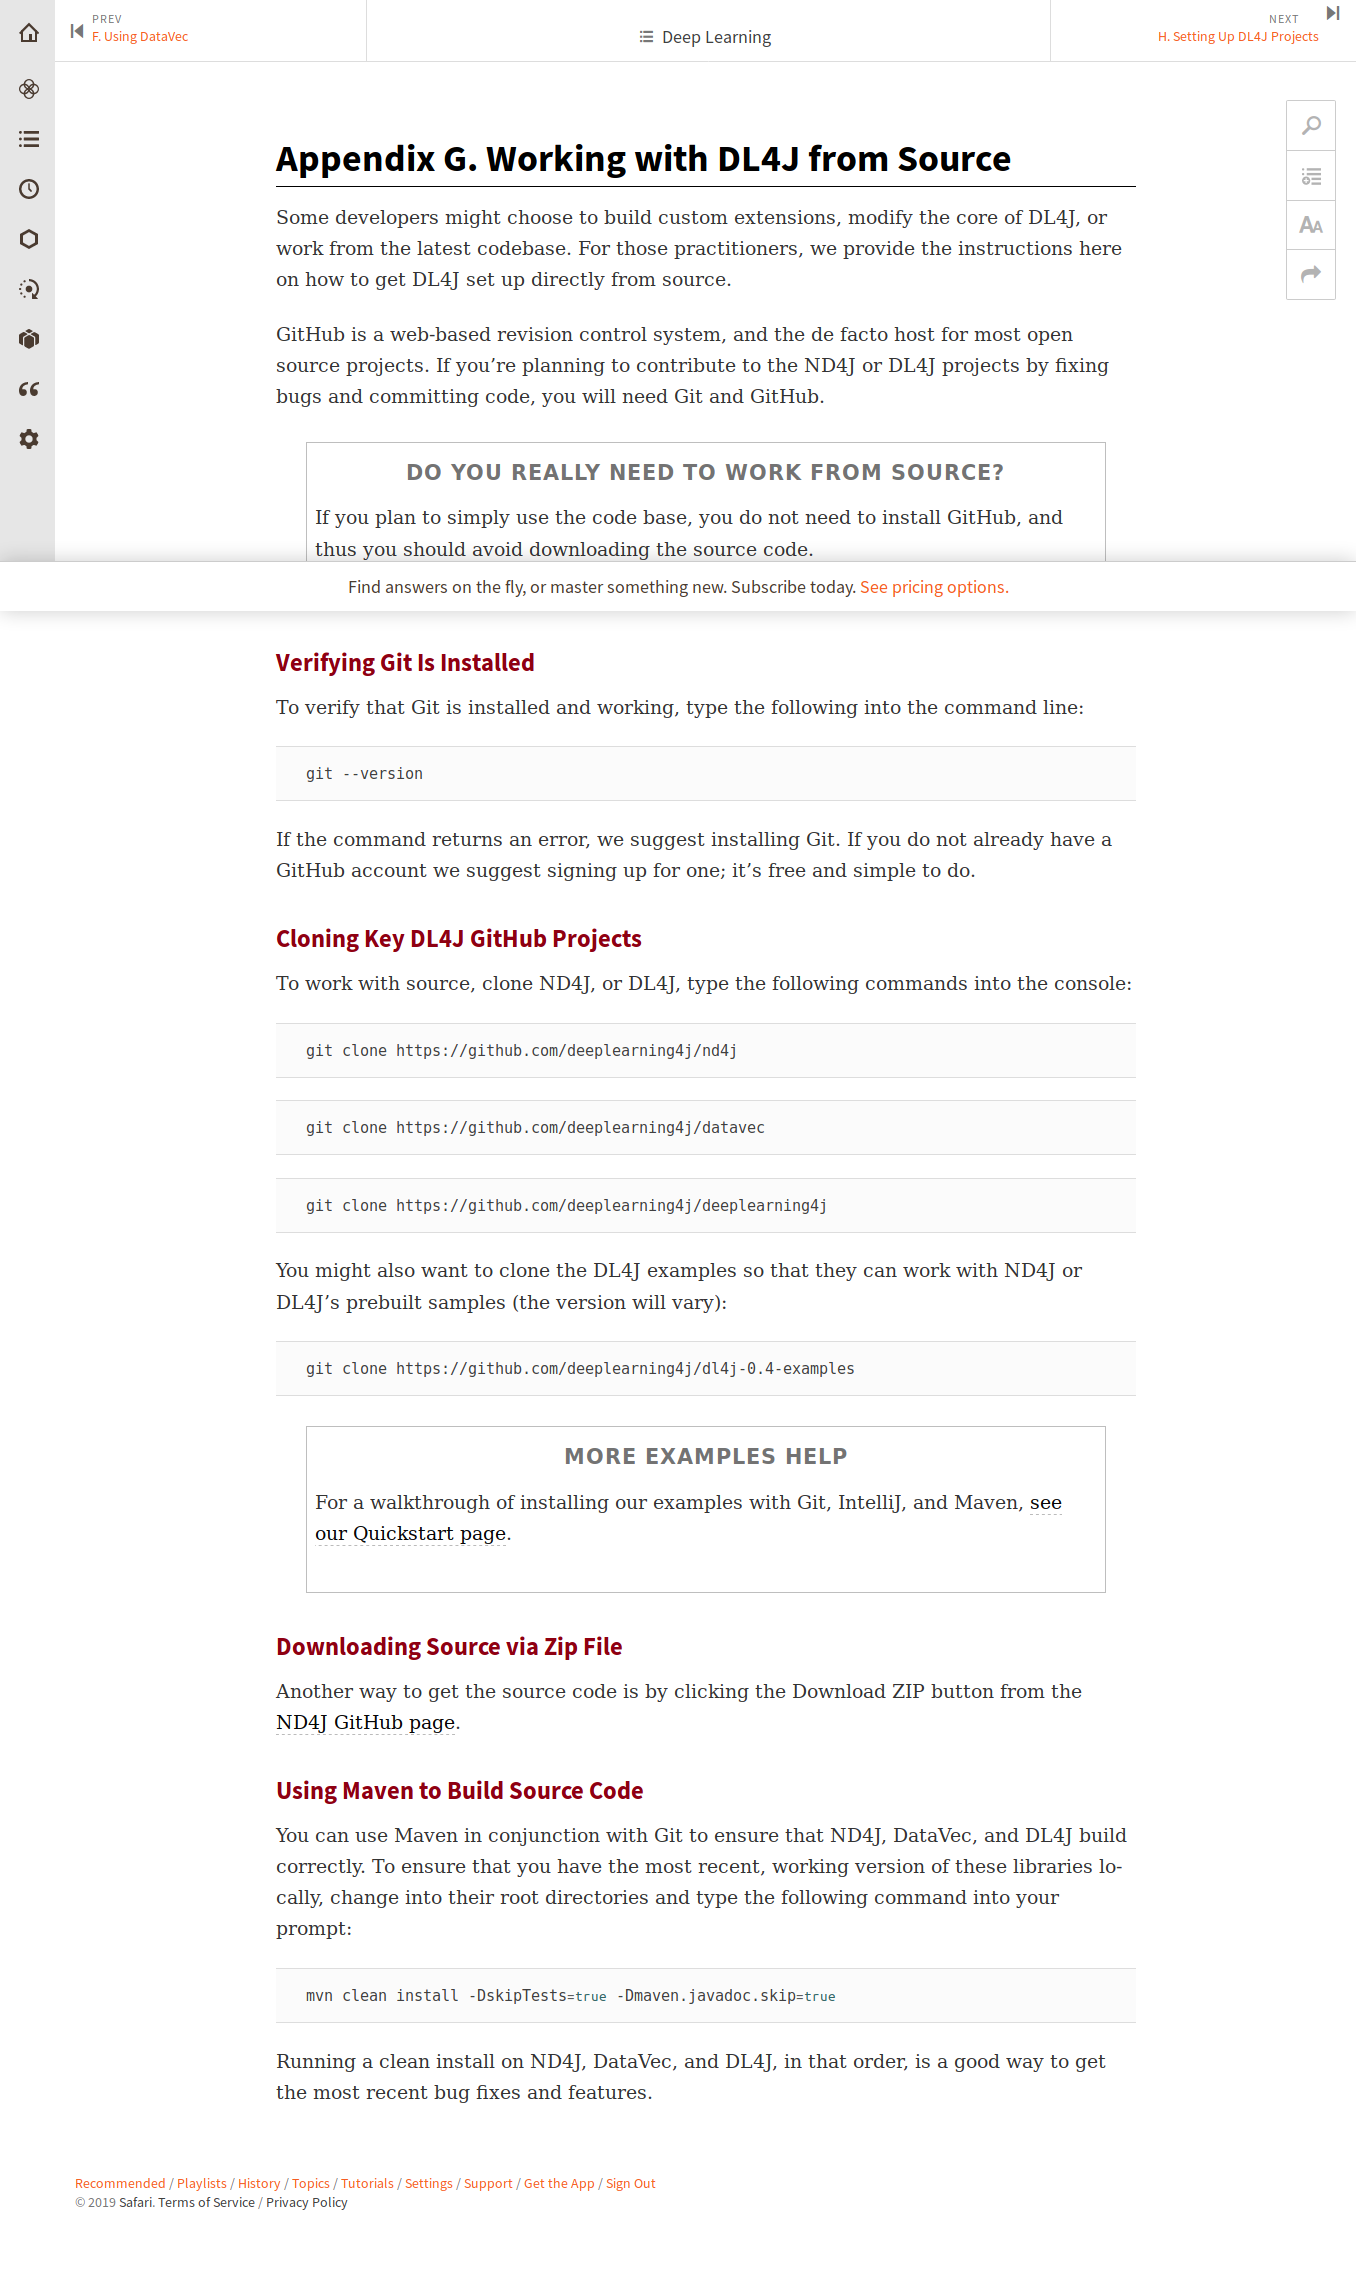 PREV
F. Using DataVec
Deep Learning
NEXT
H. Setting Up DL4J Projects
Appendix G. Working with DL4J from Source
Some developers might choose to build custom extensions, modify the core of DL4J, or
work from the latest codebase. For those practitioners, we provide the instructions here
on how to get DL4J set up directly from source.
GitHub is a web-based revision control system, and the de facto host for most open
source projects. If you’re planning to contribute to the ND4J or DL4J projects by fixing
bugs and committing code, you will need Git and GitHub.
DO YOU REALLY NEED TO WORK FROM SOURCE?
If you plan to simply use the code base, you do not need to install GitHub, and
thus you should avoid downloading the source code.
Find answers on the fly, or master something new. Subscribe today. See pricing options.
Verifying Git Is Installed
To verify that Git is installed and working, type the following into the command line:
git --version
If the command returns an error, we suggest installing Git. If you do not already have a
GitHub account we suggest signing up for one; it’s free and simple to do.
Cloning Key DL4J GitHub Projects
To work with source, clone ND4J, or DL4J, type the following commands into the console:
git clone https://github.com/deeplearning4j/nd4j
git clone https://github.com/deeplearning4j/datavec
git clone https://github.com/deeplearning4j/deeplearning4j
You might also want to clone the DL4J examples so that they can work with ND4J or
DL4J’s prebuilt samples (the version will vary):
git clone https://github.com/deeplearning4j/dl4j-0.4-examples
MORE EXAMPLES HELP
For a walkthrough of installing our examples with Git, IntelliJ, and Maven, see
our Quickstart page.
Downloading Source via Zip File
Another way to get the source code is by clicking the Download ZIP button from the
ND4J GitHub page.
Using Maven to Build Source Code
You can use Maven in conjunction with Git to ensure that ND4J, DataVec, and DL4J build
correctly. To ensure that you have the most recent, working version of these libraries lo-
cally, change into their root directories and type the following command into your
prompt:
mvn clean install -DskipTests=true -Dmaven.javadoc.skip=true
Running a clean install on ND4J, DataVec, and DL4J, in that order, is a good way to get
the most recent bug fixes and features.
Recommended / Playlists / History / Topics / Tutorials / Settings / Support / Get the App / Sign Out
© 2019 Safari. Terms of Service / Privacy Policy